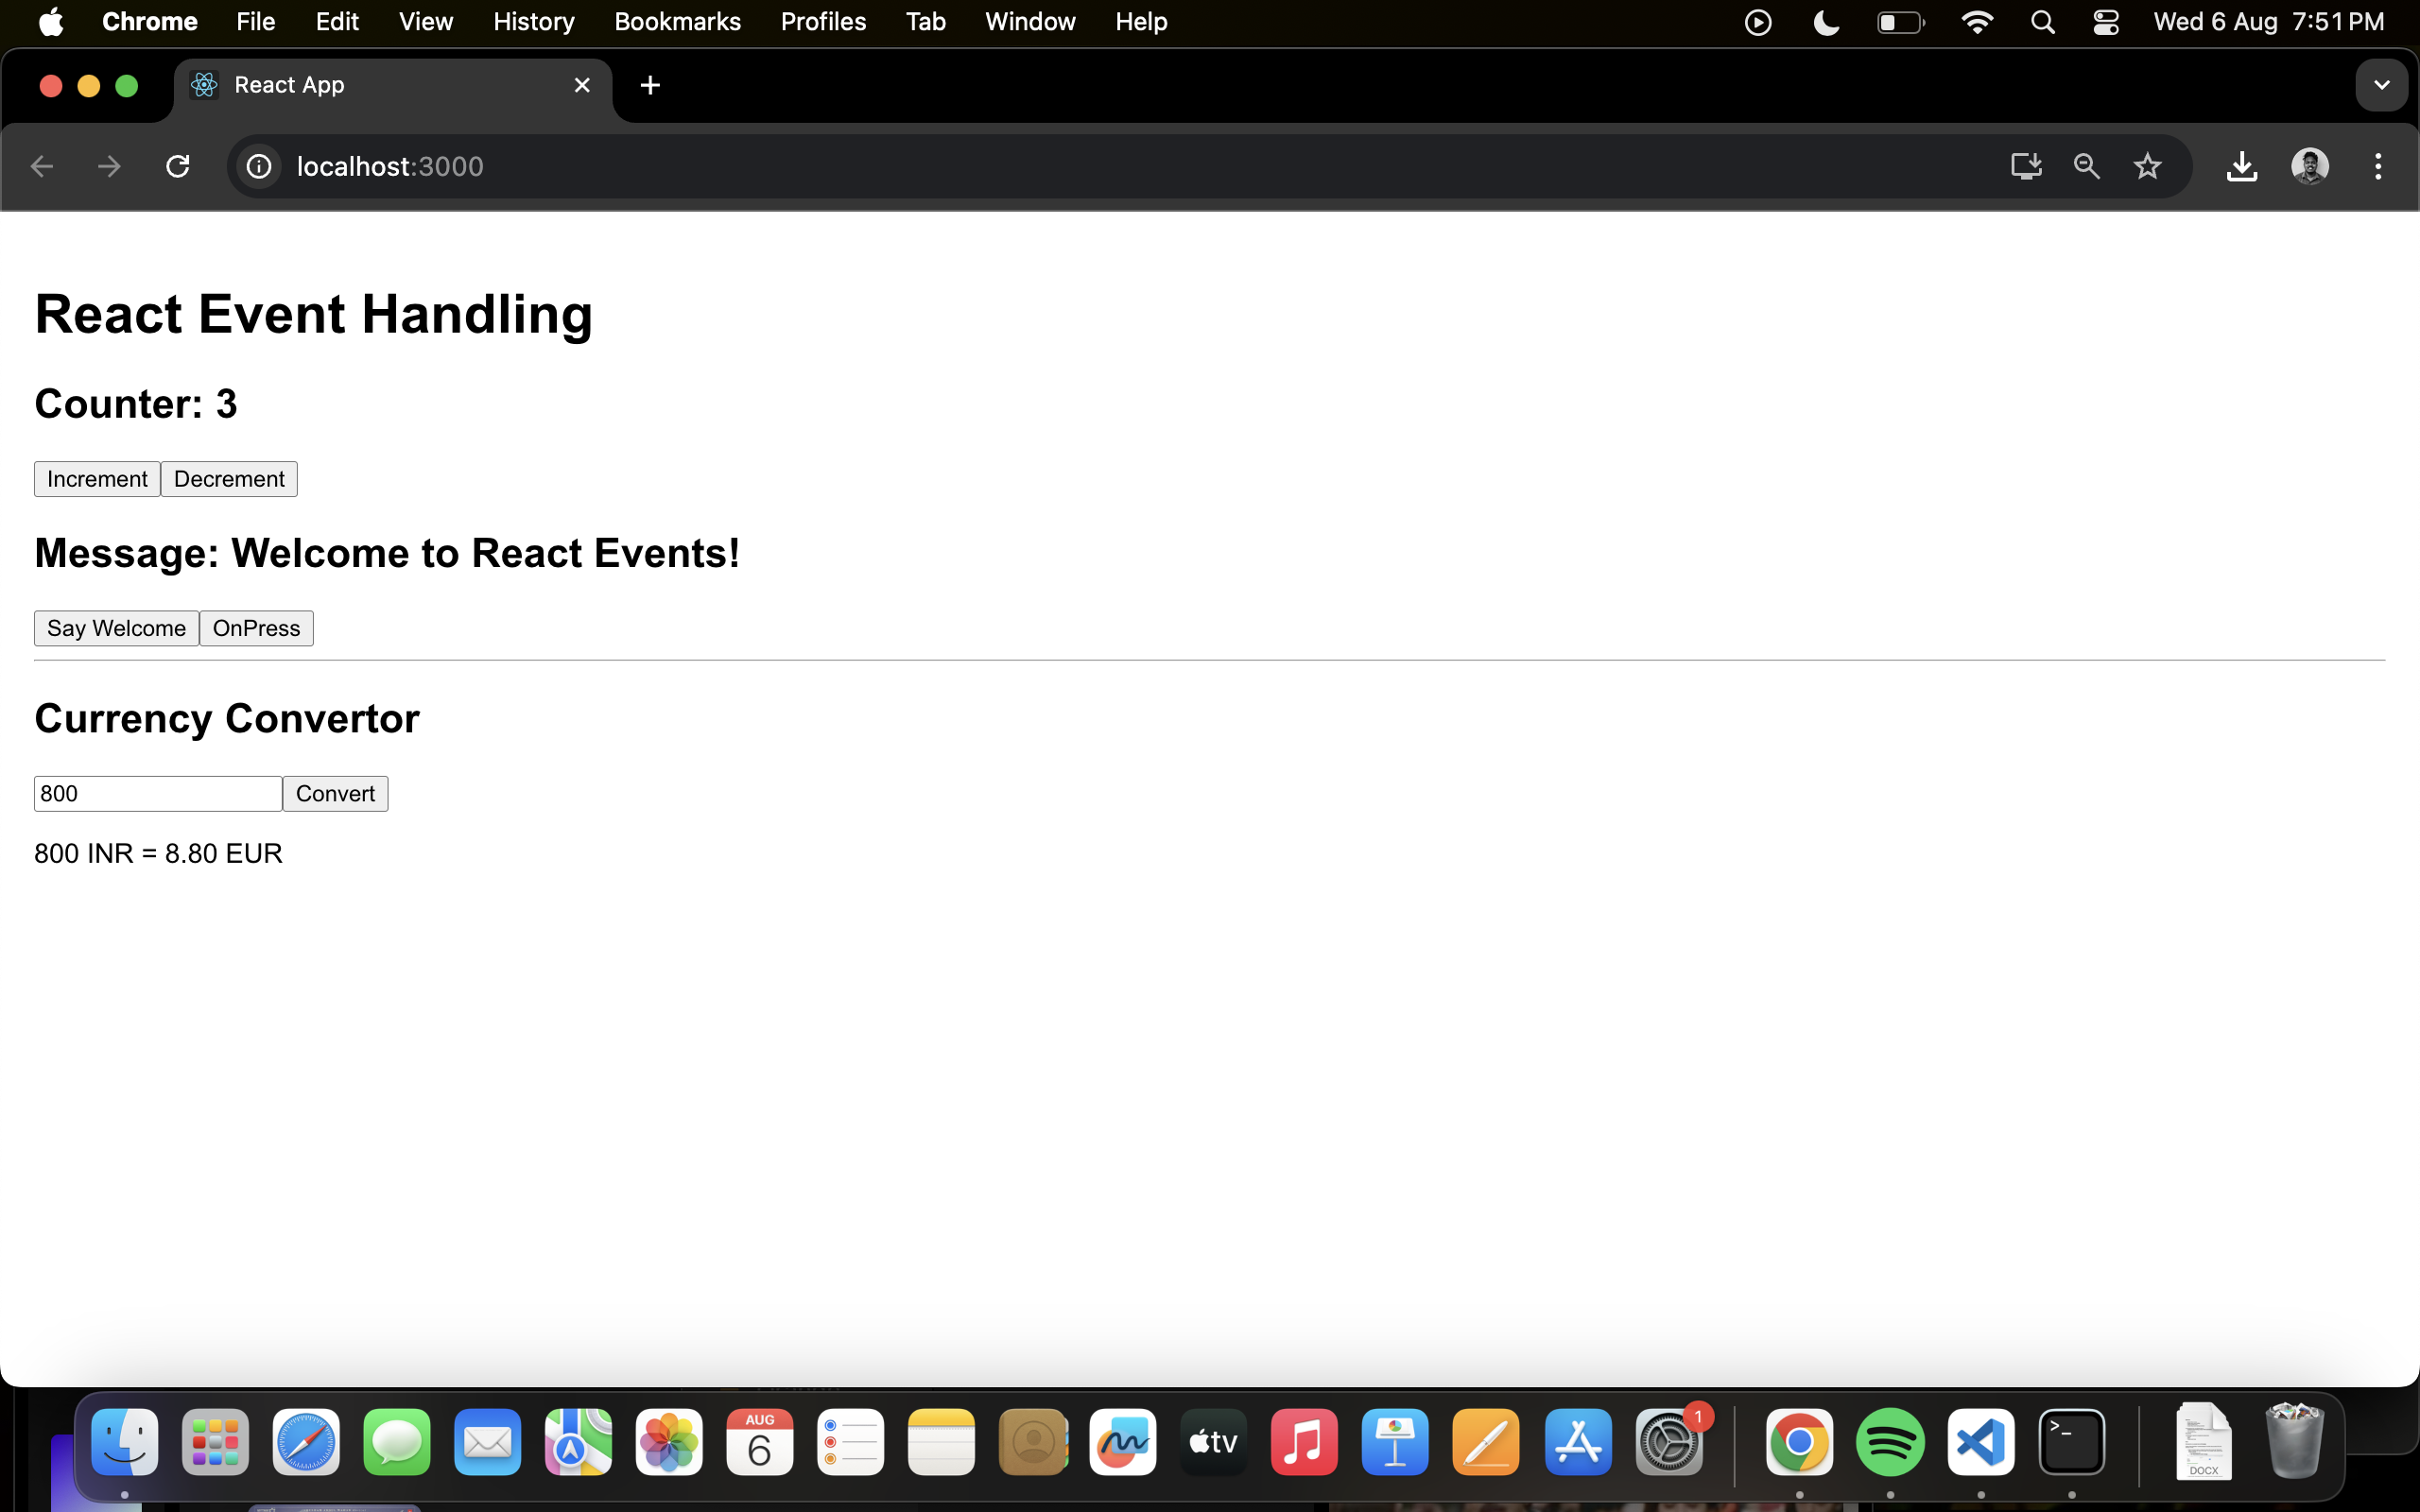 Chrome File Edit View History Bookmarks Profiles Tab Window Help Wed 6 Aug 7:51 PM
React App
localhost:3000
React Event Handling
Counter: 3
Increment Decrement
Message: Welcome to React Events!
Say Welcome OnPress
Currency Convertor
800 Convert
800 INR = 8.80 EUR
AUG
6
tv
1
>_
DOCX